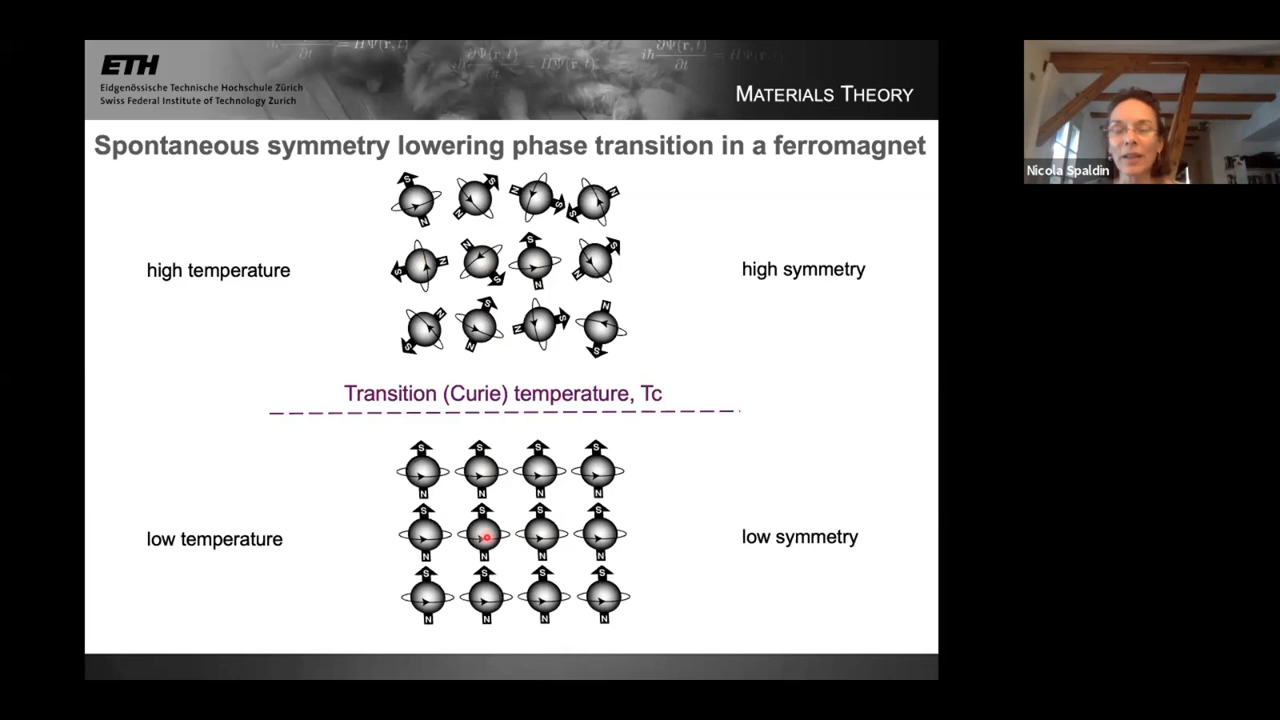 ∂Ψ(r,t)
∂t
= HΨ(r,t)
ETH
Eidgenössische Technische Hochschule Zürich
Swiss Federal Institute of Technology Zurich
MATERIALS THEORY
Nicola Spaldin
Spontaneous symmetry lowering phase transition in a ferromagnet
S S S S
N N N N
high temperature
S S S S
N N N N
high symmetry
S S S S
N N N N
Transition (Curie) temperature, Tc
S S S S
N N N N
low temperature
S S S S
N N N N
low symmetry
S S S S
N N N N